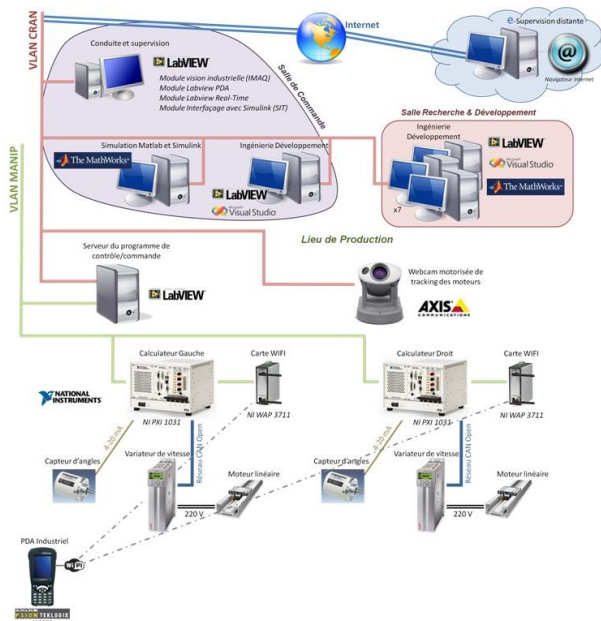 VLAN CRAN
Internet
e-Supervision distante
Navigateur Internet
Conduite et supervision
LabVIEW
Module vision industrielle (IMAQ)
Module Labview PDA
Module Labview Real-Time
Module Interfaçage avec Simulink (SIT)
Salle de Commande
Salle Recherche & Développement
Simulation Matlab et Simulink
The MathWorks
Ingénierie Développement
LabVIEW
Microsoft
Visual Studio
Ingénierie
Développement
LabVIEW
Visual Studio
The MathWorks
x7
VLAN MANIP
Lieu de Production
Serveur du programme de
contrôle/commande
LabVIEW
Webcam motorisée de
tracking des moteurs
AXIS
COMMUNICATIONS
Calculateur Gauche
Carte WIFI
NATIONAL
INSTRUMENTS
NI PXI 1031
NI WAP 3711
4-20 mA
Réseau CAN Open
Capteur d'angles
Variateur de vitesse
Moteur linéaire
220 V
Calculateur Droit
Carte WIFI
NI PXI 1031
NI WAP 3711
4-20 mA
Réseau CAN Open
Capteur d'angles
Variateur de vitesse
Moteur linéaire
220 V
PDA Industriel
WiFi
PSION TEKLOGIX